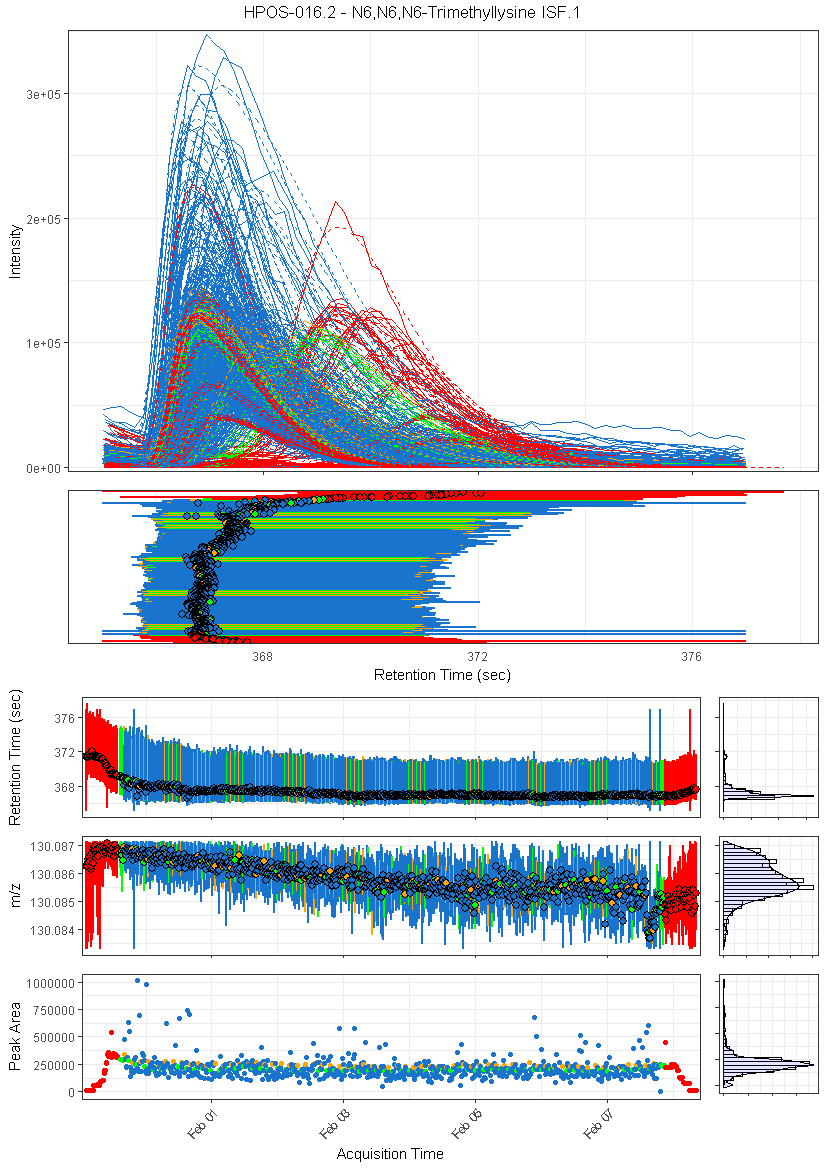 HPOS-016.2 - N6,N6,N6-Trimethyllysine ISF.1
Intensity
3e+05
2e+05
1e+05
0e+00
368
372
376
Retention Time (sec)
Retention Time (sec)
376
372
368
m/z
130.087
130.086
130.085
130.084
Peak Area
1000000
750000
500000
250000
0
Feb 01
Feb 03
Feb 05
Feb 07
Acquisition Time